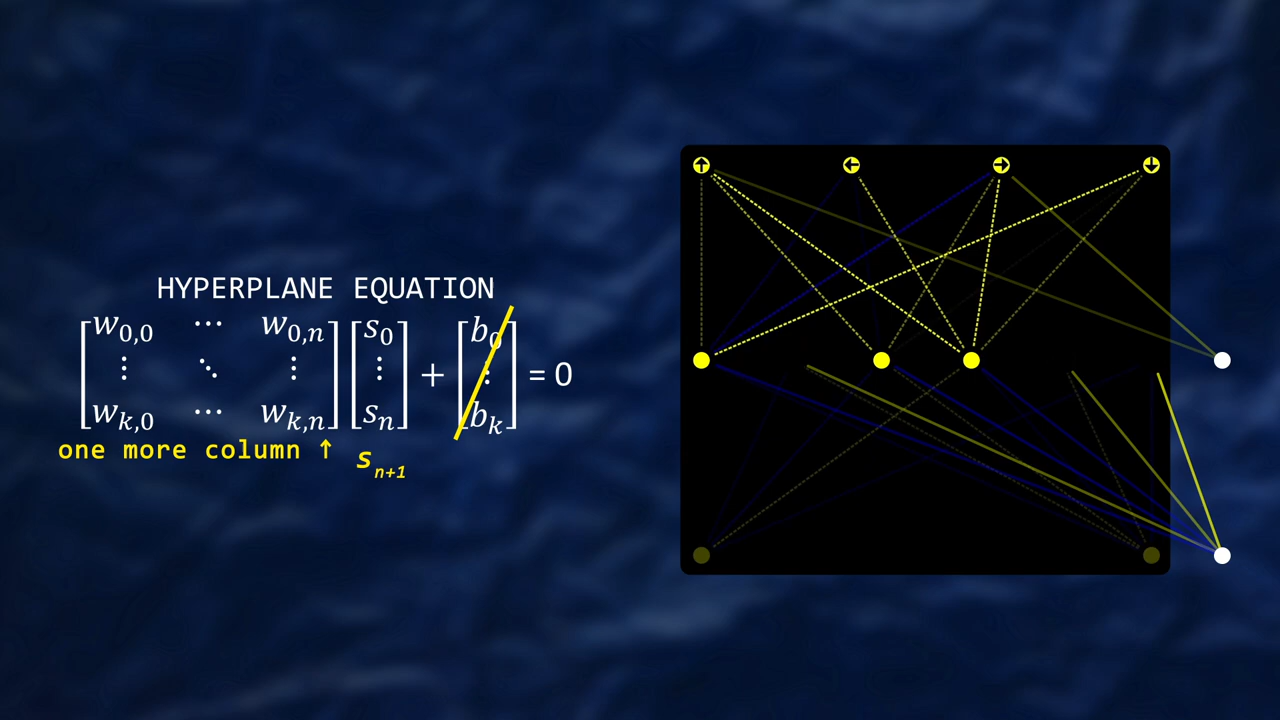 HYPERPLANE EQUATION
[w₀,₀ ⋯ w₀,ₙ] [s₀] + [b₀] = 0
[⋮ ⋱ ⋮] [⋮] [⋮]
[wₖ,₀ ⋯ wₖ,ₙ] [sₙ] [bₖ]
one more column ↑ sₙ₊₁
↑ ← → ↓